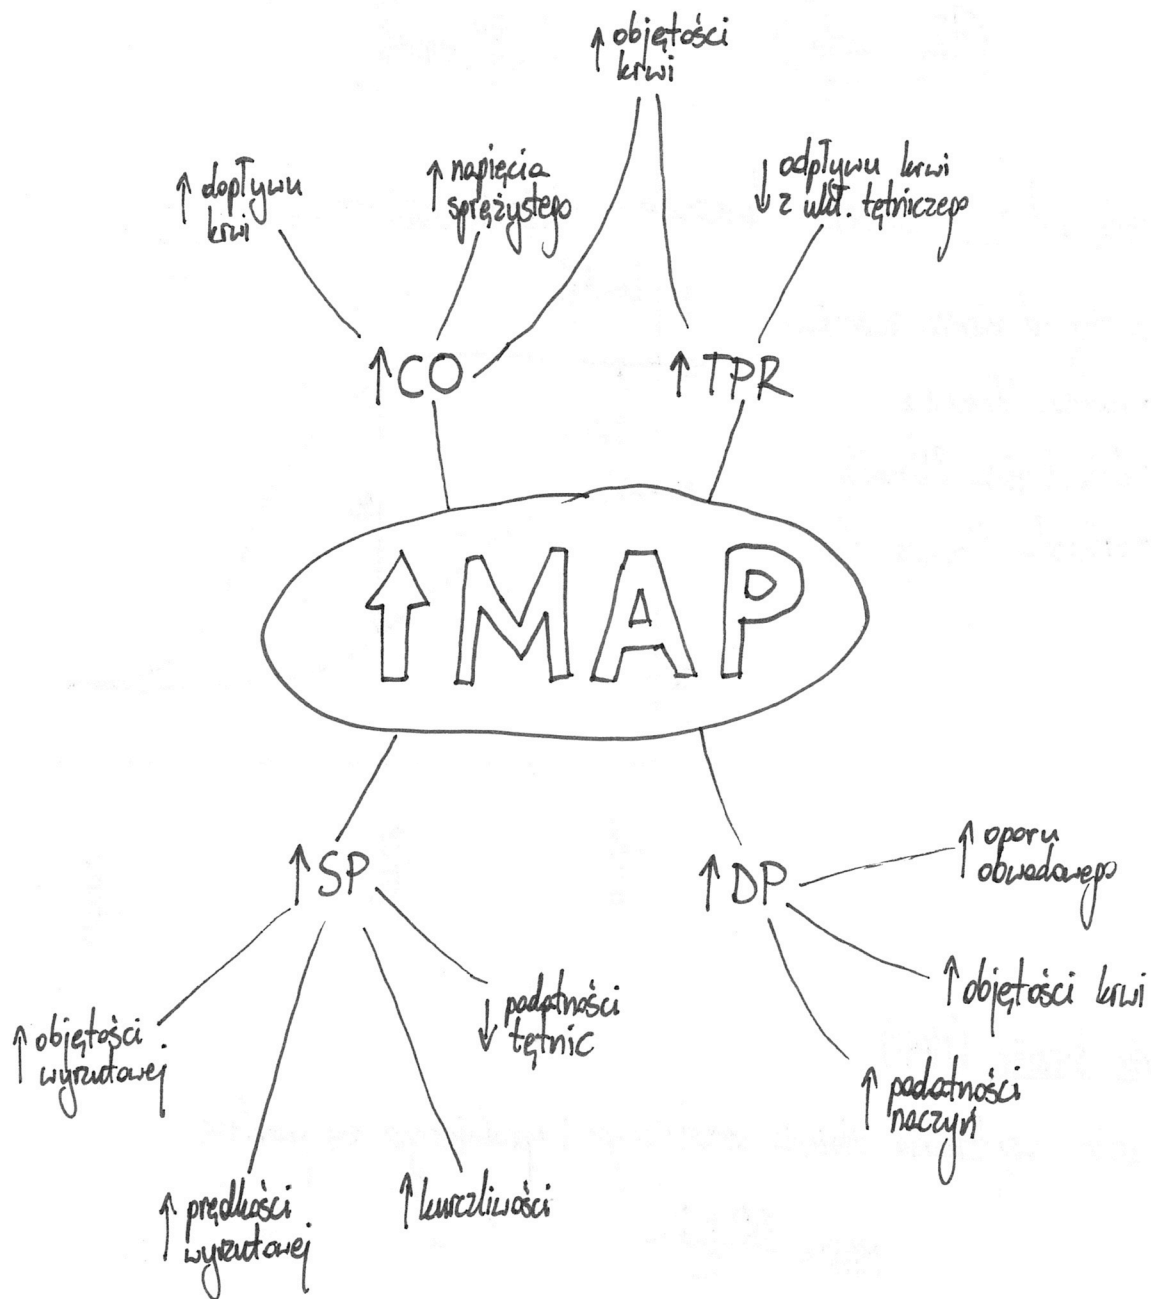 ↑ objętości
krwi
↑ dopływu
krwi
↑ napięcia
sprężystego
↓ odpływu krwi
z ukł. tętniczego
↑ CO
↑ TPR
↑ MAP
↑ SP
↑ DP
↑ oporu
obwodowego
↑ objętości krwi
↑ podatności
naczyń
↓ podatności
tętnic
↑ objętości
wyrzutowej
↑ prędkości
wyrzutowej
↑ kurczliwości